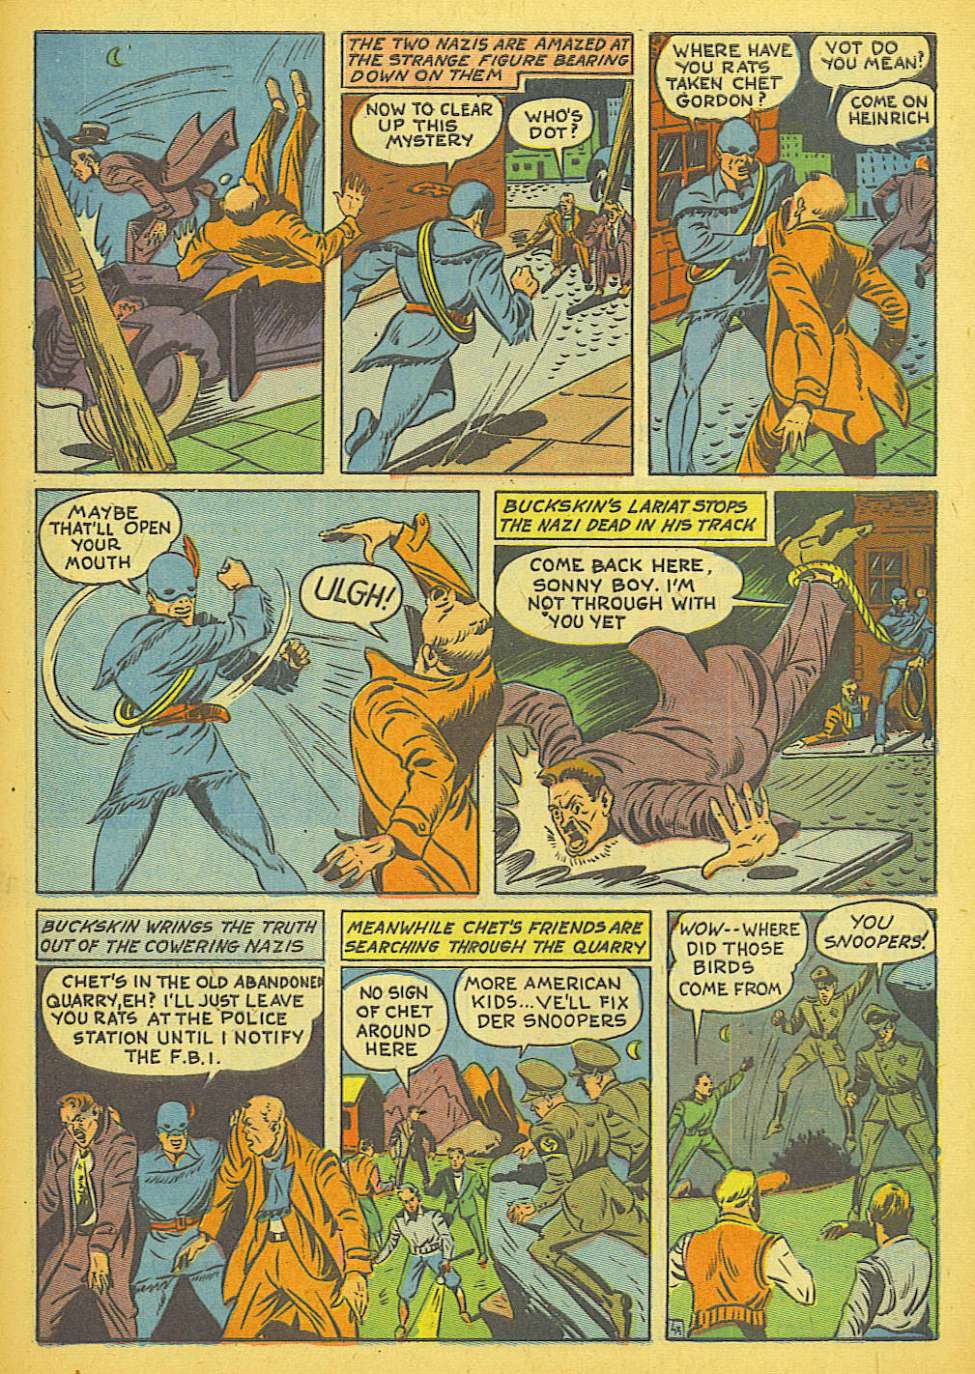 THE TWO NAZIS ARE AMAZED AT
THE STRANGE FIGURE BEARING
DOWN ON THEM
NOW TO CLEAR
UP THIS
MYSTERY
WHO'S
DOT?
WHERE HAVE
YOU RATS
TAKEN CHET
GORDON?
VOT DO
YOU MEAN?
COME ON
HEINRICH
MAYBE
THAT'LL OPEN
YOUR
MOUTH
ULGH!
BUCKSKIN'S LARIAT STOPS
THE NAZI DEAD IN HIS TRACK
COME BACK HERE,
SONNY BOY. I'M
NOT THROUGH WITH
YOU YET
BUCKSKIN WRINGS THE TRUTH
OUT OF THE COWERING NAZIS
CHET'S IN THE OLD ABANDONED
QUARRY, EH? I'LL JUST LEAVE
YOU RATS AT THE POLICE
STATION UNTIL I NOTIFY
THE F.B.I.
MEANWHILE CHET'S FRIENDS ARE
SEARCHING THROUGH THE QUARRY
NO SIGN
OF CHET
AROUND
HERE
MORE AMERICAN
KIDS...VE'LL FIX
DER SNOOPERS
WOW--WHERE
DID THOSE
BIRDS
COME FROM
YOU
SNOOPERS!